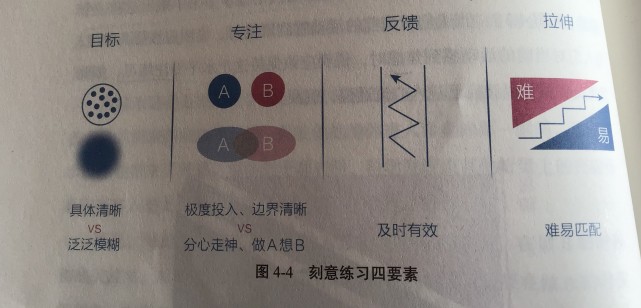 目标
专注
反馈
拉伸
A B
A B
难
易
具体清晰
VS
泛泛模糊
极度投入、边界清晰
VS
分心走神、做A想B
及时有效
难易匹配
图 4-4 刻意练习四要素